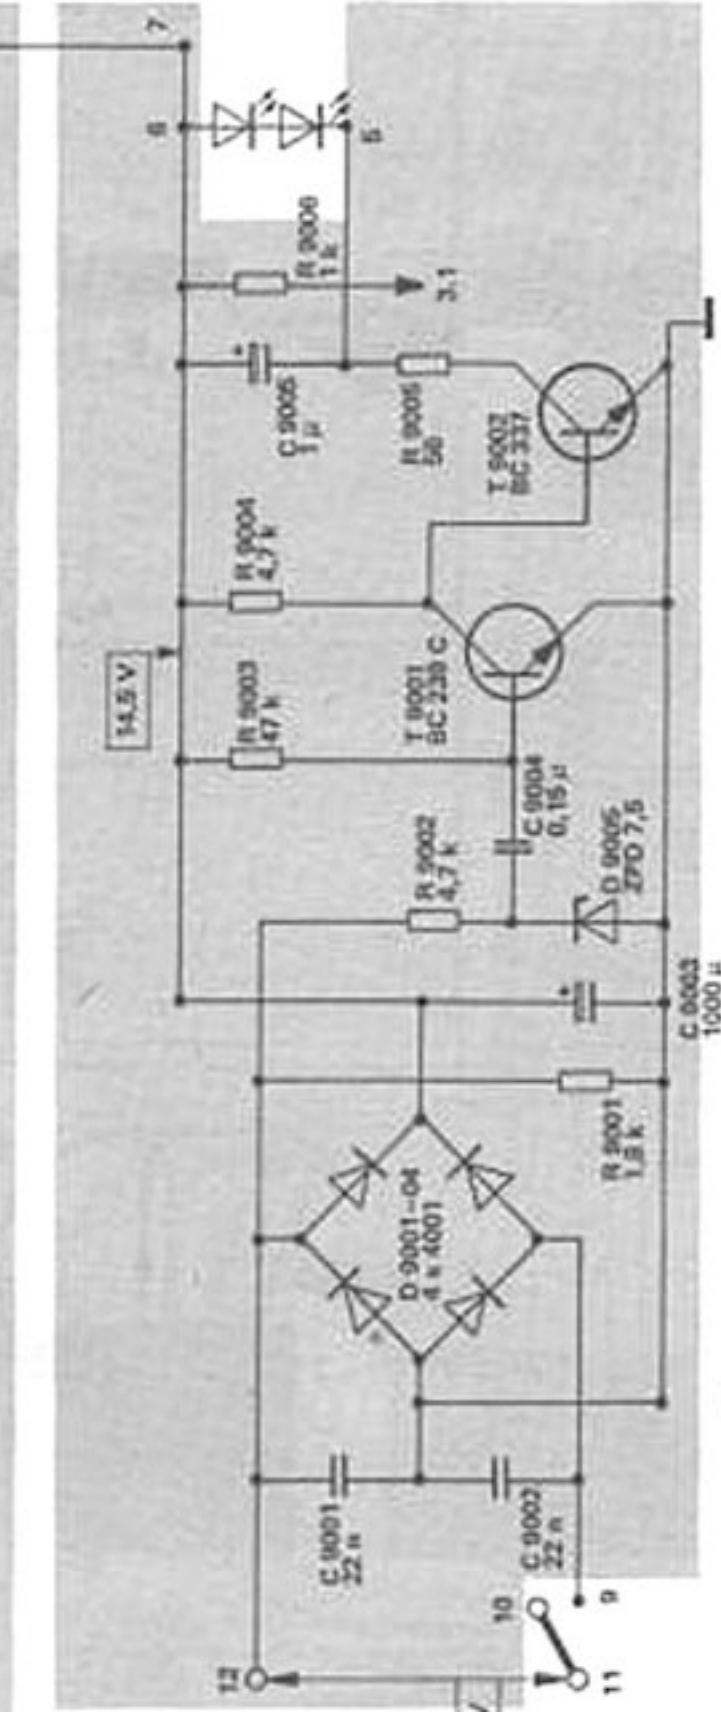 7
6
5
R 9006
1 k
3.1
C 9005
1 µ
R 9005
56
T 9002
BC 337
R 9004
4,7 k
14,5 V
R 9003
47 k
T 9001
BC 239 C
C 9004
0,15 µ
R 9002
4,7 k
D 9005
ZPD 7,5
C 9003
1000 µ
R 9001
1,8 k
D 9001-04
4 x 4001
C 9001
22 n
C 9002
22 n
12
10
9
11